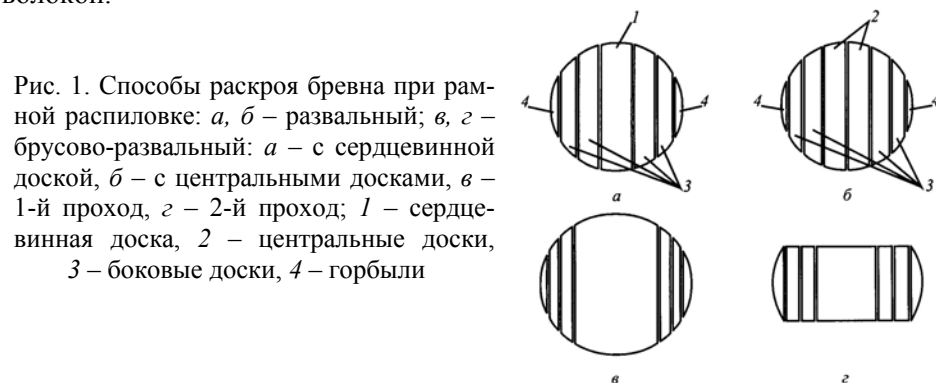 волокон.
Рис. 1. Способы раскроя бревна при рам-
ной распиловке: а, б – развальный; в, г –
брусово-развальный: а – с сердцевинной
доской, б – с центральными досками, в –
1-й проход, г – 2-й проход; 1 – сердце-
винная доска, 2 – центральные доски,
3 – боковые доски, 4 – горбыли
1
4
4
3
а
2
4
4
3
б
в
г